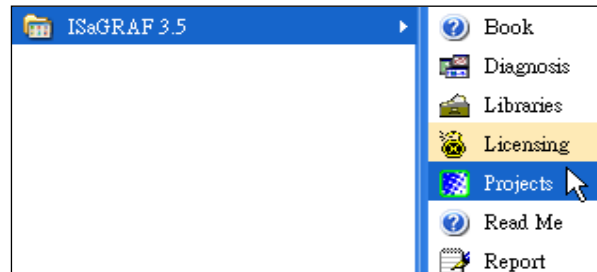 ISaGRAF 3.5
Book
Diagnosis
Libraries
Licensing
Projects
Read Me
Report